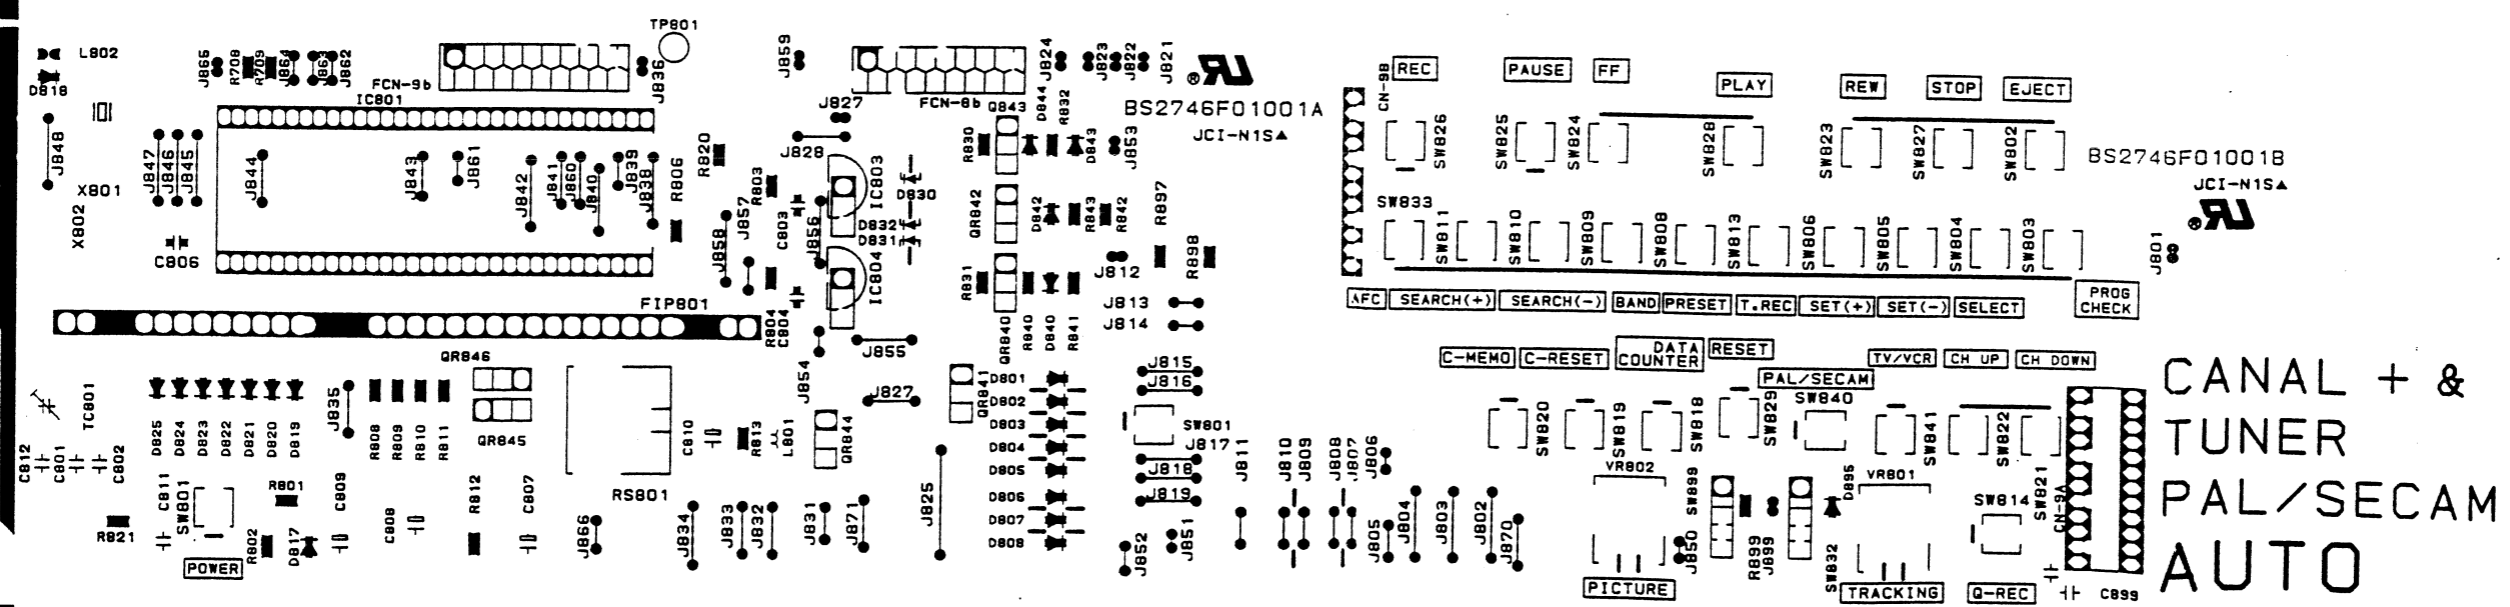 TP801
L802
D818
J865
R708
R709
J864
J863
J862
FCN-9b
IC801
J836
J859
FCN-8b
J827
J824
J823
J822
J821
Q843
D844
R832
BS2746F01001A
JCI-N1S▲
UR®
CN-9B
REC
PAUSE
FF
PLAY
REW
STOP
EJECT
J848
X801
X802
J847
J846
J845
J844
J843
J861
J842
J841
J860
J840
J839
J838
R806
R820
J828
IC803
R803
C803
J857
J858
J856
D830
D832
D831
IC804
R830
D843
J853
QR842
D842
R843
R842
R897
R898
R831
J812
SW826
SW825
SW824
SW828
SW823
SW827
SW802
BS2746F01001B
JCI-N1S▲
UR®
SW833
SW811
SW810
SW809
SW808
SW813
SW806
SW805
SW804
SW803
J801
C806
FIP801
R804
C804
J813
J814
QR840
R840
D840
R841
J855
J854
AFC
SEARCH(+)
SEARCH(-)
BAND
PRESET
T.REC
SET(+)
SET(-)
SELECT
PROG
CHECK
C-MEMO
C-RESET
DATA
COUNTER
RESET
TV/VCR
CH UP
CH DOWN
PAL/SECAM
QR846
QR845
TC801
D825
D824
D823
D822
D821
D820
D819
J835
R808
R809
R810
R811
RS801
C810
R813
L801
QR844
J827
QR841
D801
D802
D803
D804
D805
D806
D807
D808
J815
J816
SW801
J817
J818
J819
J811
J810
J809
J808
J807
J806
SW820
SW819
SW818
SW829
SW840
SW841
SW822
SW821
CN-9A
C812
C801
C802
C811
SW801
R801
C809
C808
R812
C807
R821
R802
D817
POWER
J866
J834
J833
J832
J831
J871
J825
J852
J851
J805
J804
J803
J802
J870
VR802
SW899
J850
R899
J899
D895
SW832
VR801
SW814
PICTURE
TRACKING
Q-REC
C899
CANAL + &
TUNER
PAL/SECAM
AUTO